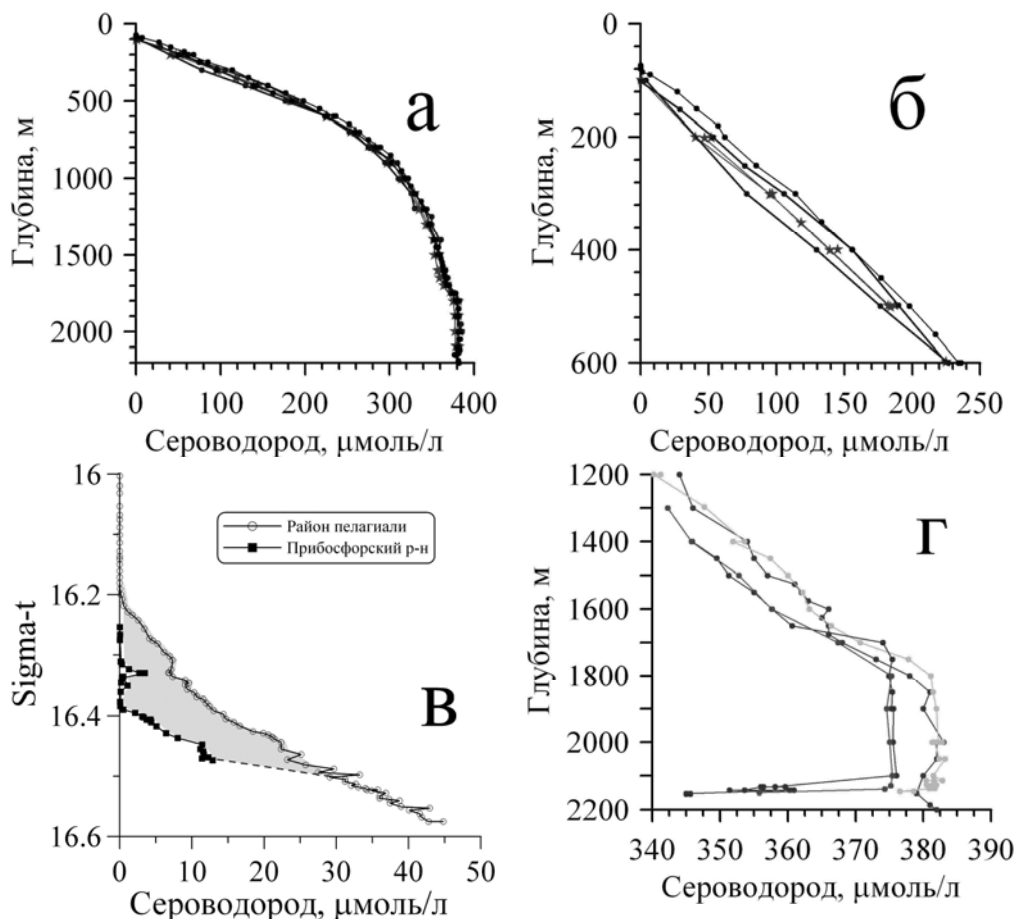 а
Глубина, м
0
500
1000
1500
2000
0 100 200 300 400
Сероводород, µмоль/л
б
Глубина, м
0
200
400
600
0 50 100 150 200 250
Сероводород, µмоль/л
в
Sigma-t
16
16.2
16.4
16.6
Район пелагиали
Прибосфорский р-н
0 10 20 30 40 50
Сероводород, µмоль/л
г
Глубина, м
1200
1400
1600
1800
2000
2200
340 350 360 370 380 390
Сероводород, µмоль/л